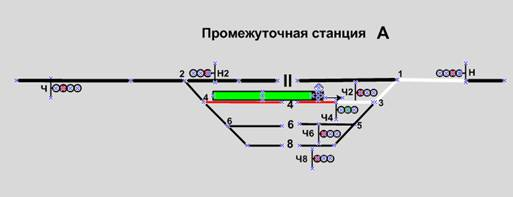 Промежуточная станция А
2 Н2 II 1 Н
Ч Ч2
4 4 3
Ч4
6 6 Ч6 5
8
Ч8